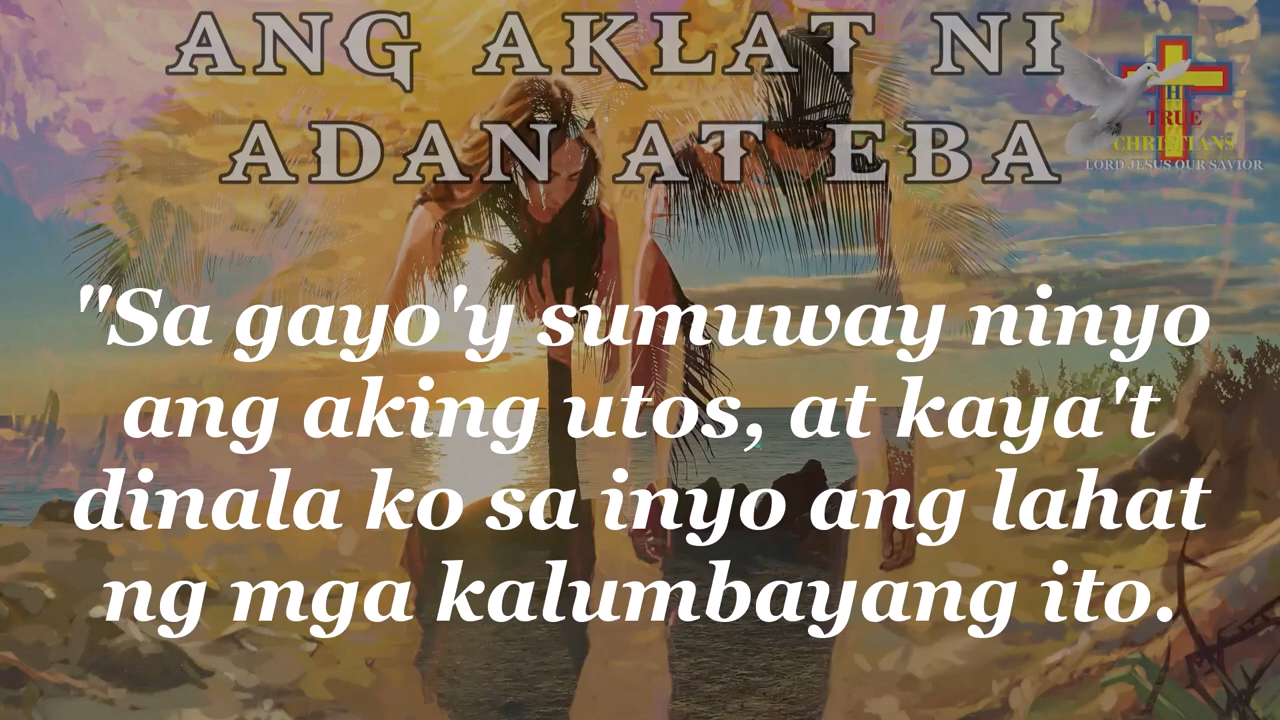 ANG AKLAT NI
ADAN AT EBA
THE
TRUE
CHRISTIANS
LORD JESUS OUR SAVIOR
"Sa gayo'y sumuway ninyo
ang aking utos, at kaya't
dinala ko sa inyo ang lahat
ng mga kalumbayang ito.